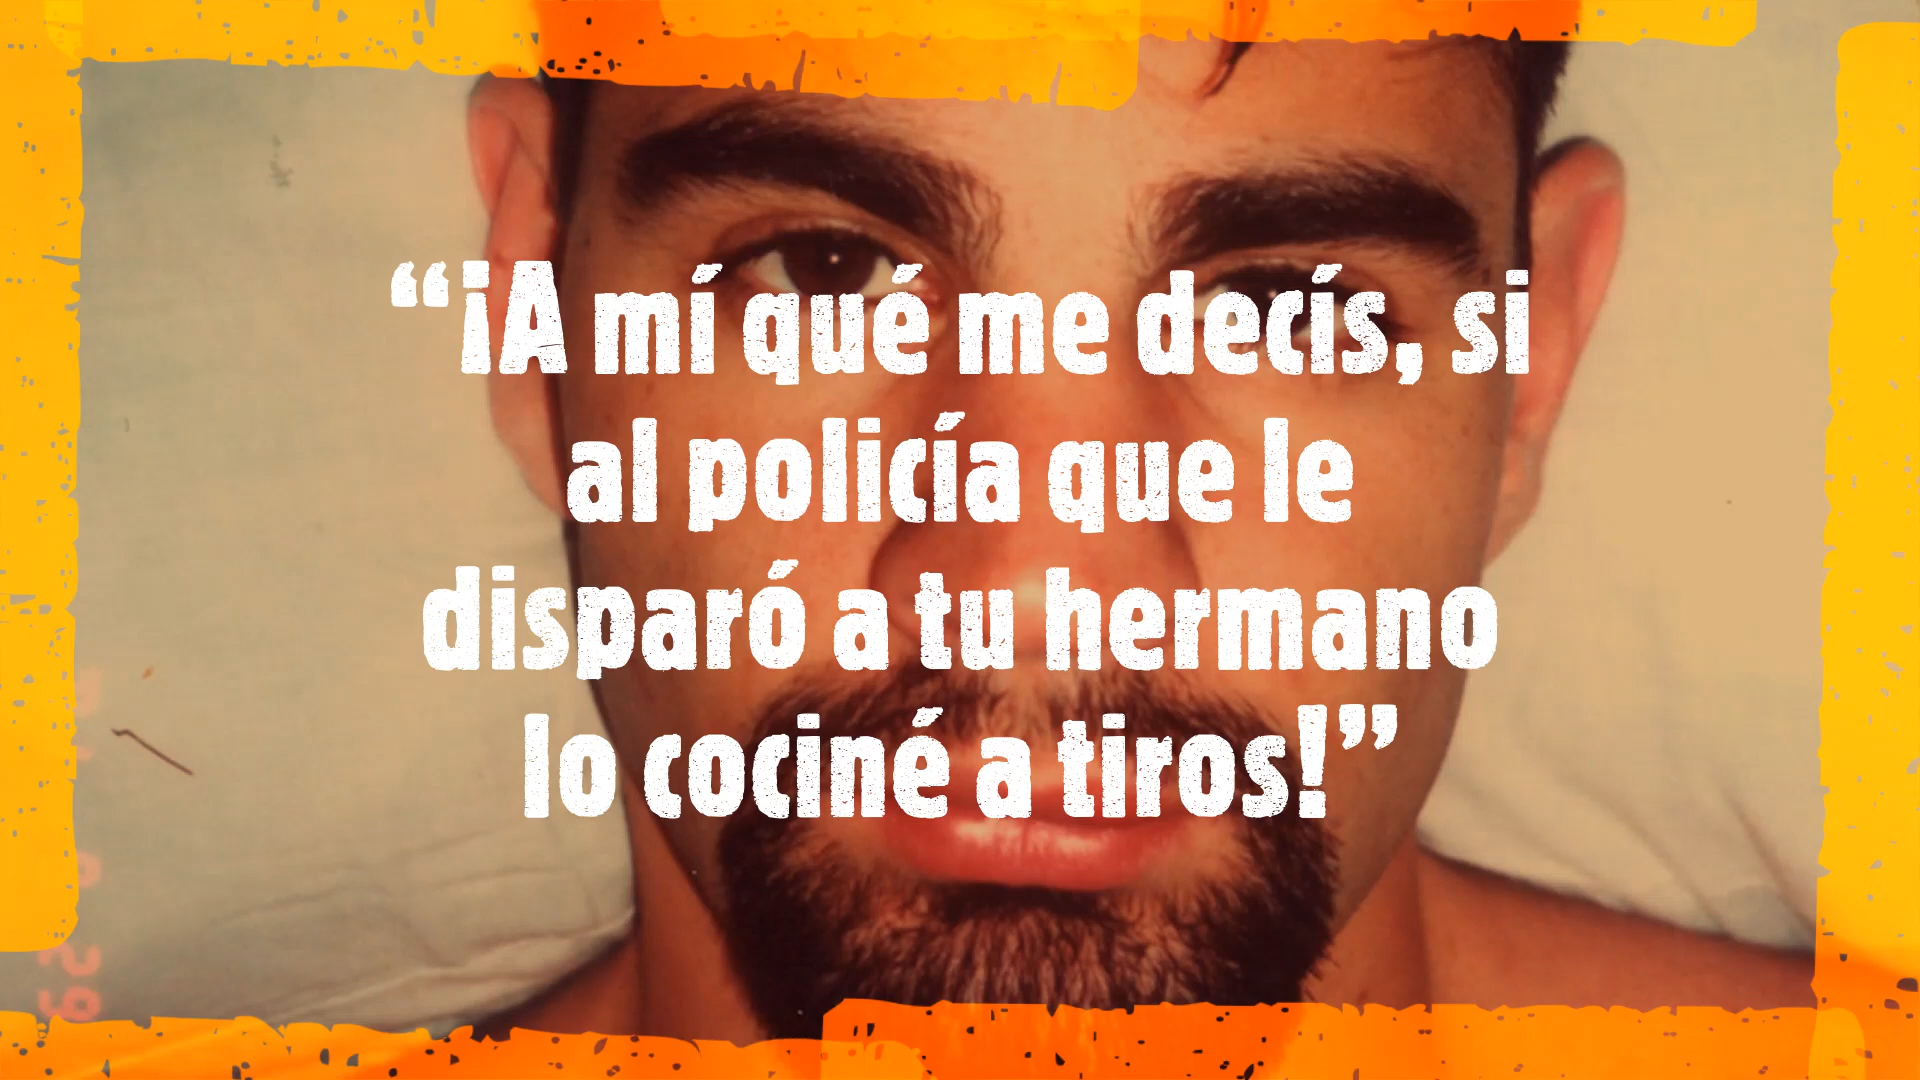 “¡A mí qué me decís, si
al policía que le
disparó a tu hermano
lo cociné a tiros!”